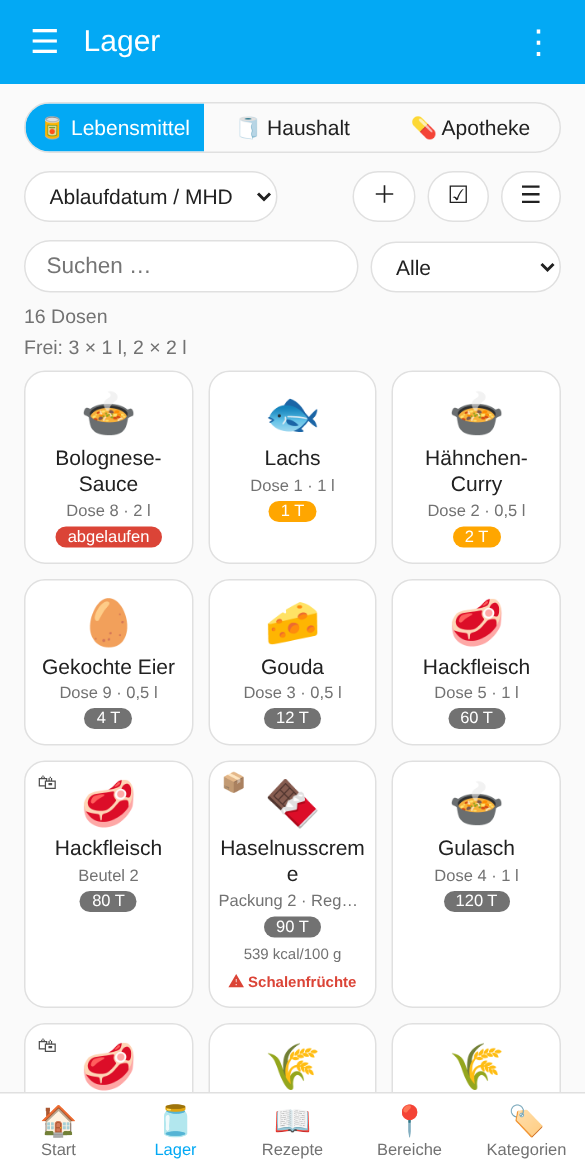 Lager
Lebensmittel
Haushalt
Apotheke
Ablaufdatum / MHD
Suchen …
Alle
16 Dosen
Frei: 3 × 1 l, 2 × 2 l
Bolognese-
Sauce
Dose 8 · 2 l
abgelaufen
Lachs
Dose 1 · 1 l
1 T
Hähnchen-
Curry
Dose 2 · 0,5 l
2 T
Gekochte Eier
Dose 9 · 0,5 l
4 T
Gouda
Dose 3 · 0,5 l
12 T
Hackfleisch
Dose 5 · 1 l
60 T
Hackfleisch
Beutel 2
80 T
Haselnusscrem
e
Packung 2 · Reg…
90 T
539 kcal/100 g
Schalenfrüchte
Gulasch
Dose 4 · 1 l
120 T
Start
Lager
Rezepte
Bereiche
Kategorien